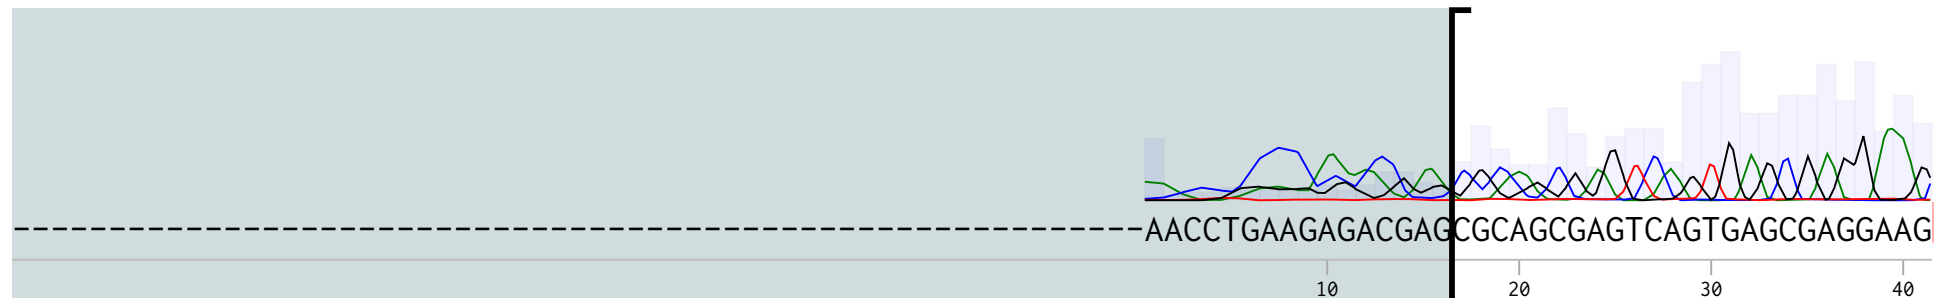 AACCTGAAGAGACGAGCGCAGCGAGTCAGTGAGCGAGGAAG
10 20 30 40